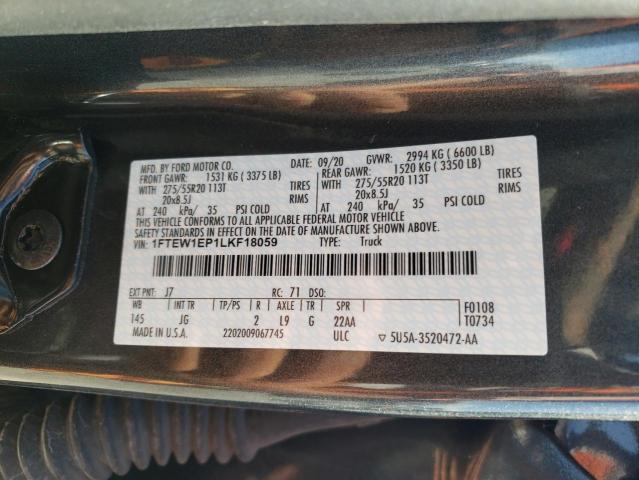 MFD. BY FORD MOTOR CO.
DATE: 09/20 GVWR: 2994 KG ( 6600 LB)
FRONT GAWR: 1531 KG ( 3375 LB)
REAR GAWR: 1520 KG ( 3350 LB)
WITH 275/55R20 113T TIRES
WITH 275/55R20 113T TIRES
20x8.5J RIMS
20x8.5J RIMS
AT 240 kPa/ 35 PSI COLD
AT 240 kPa/ 35 PSI COLD
THIS VEHICLE CONFORMS TO ALL APPLICABLE FEDERAL MOTOR VEHICLE
SAFETY STANDARDS IN EFFECT ON THE DATE OF MANUFACTURE SHOWN ABOVE.
VIN: 1FTEW1EP1LKF18059 TYPE: Truck
EXT PNT: J7 RC: 71 DSO:
WB INT TR TP/PS R AXLE TR SPR F0108
145 JG 2 L9 G 22AA T0734
MADE IN U.S.A. 2202009067745 ULC ▽ 5U5A-3520472-AA